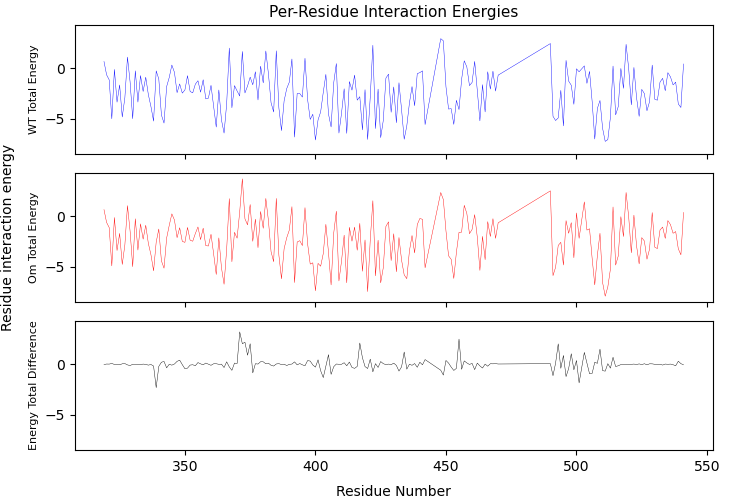 Per-Residue Interaction Energies
Residue interaction energy
WT Total Energy
0
−5
Om Total Energy
0
−5
Energy Total Difference
0
−5
350 400 450 500 550
Residue Number